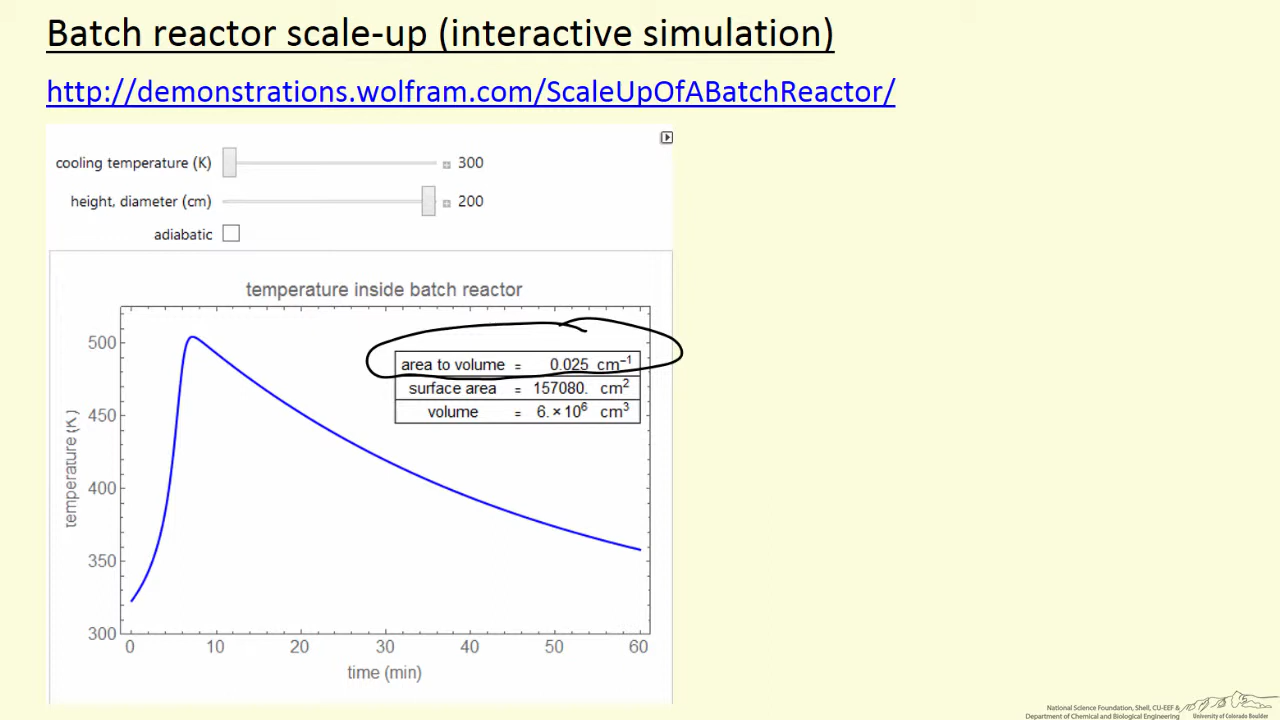 Batch reactor scale-up (interactive simulation)
http://demonstrations.wolfram.com/ScaleUpOfABatchReactor/
cooling temperature (K) 300
height, diameter (cm) 200
adiabatic
temperature inside batch reactor
area to volume = 0.025 cm⁻¹
surface area = 157080. cm²
volume = 6.×10⁶ cm³
temperature (K)
500
450
400
350
300
0 10 20 30 40 50 60
time (min)
National Science Foundation, Shell, CU-EEF &
Department of Chemical and Biological Engineering University of Colorado Boulder